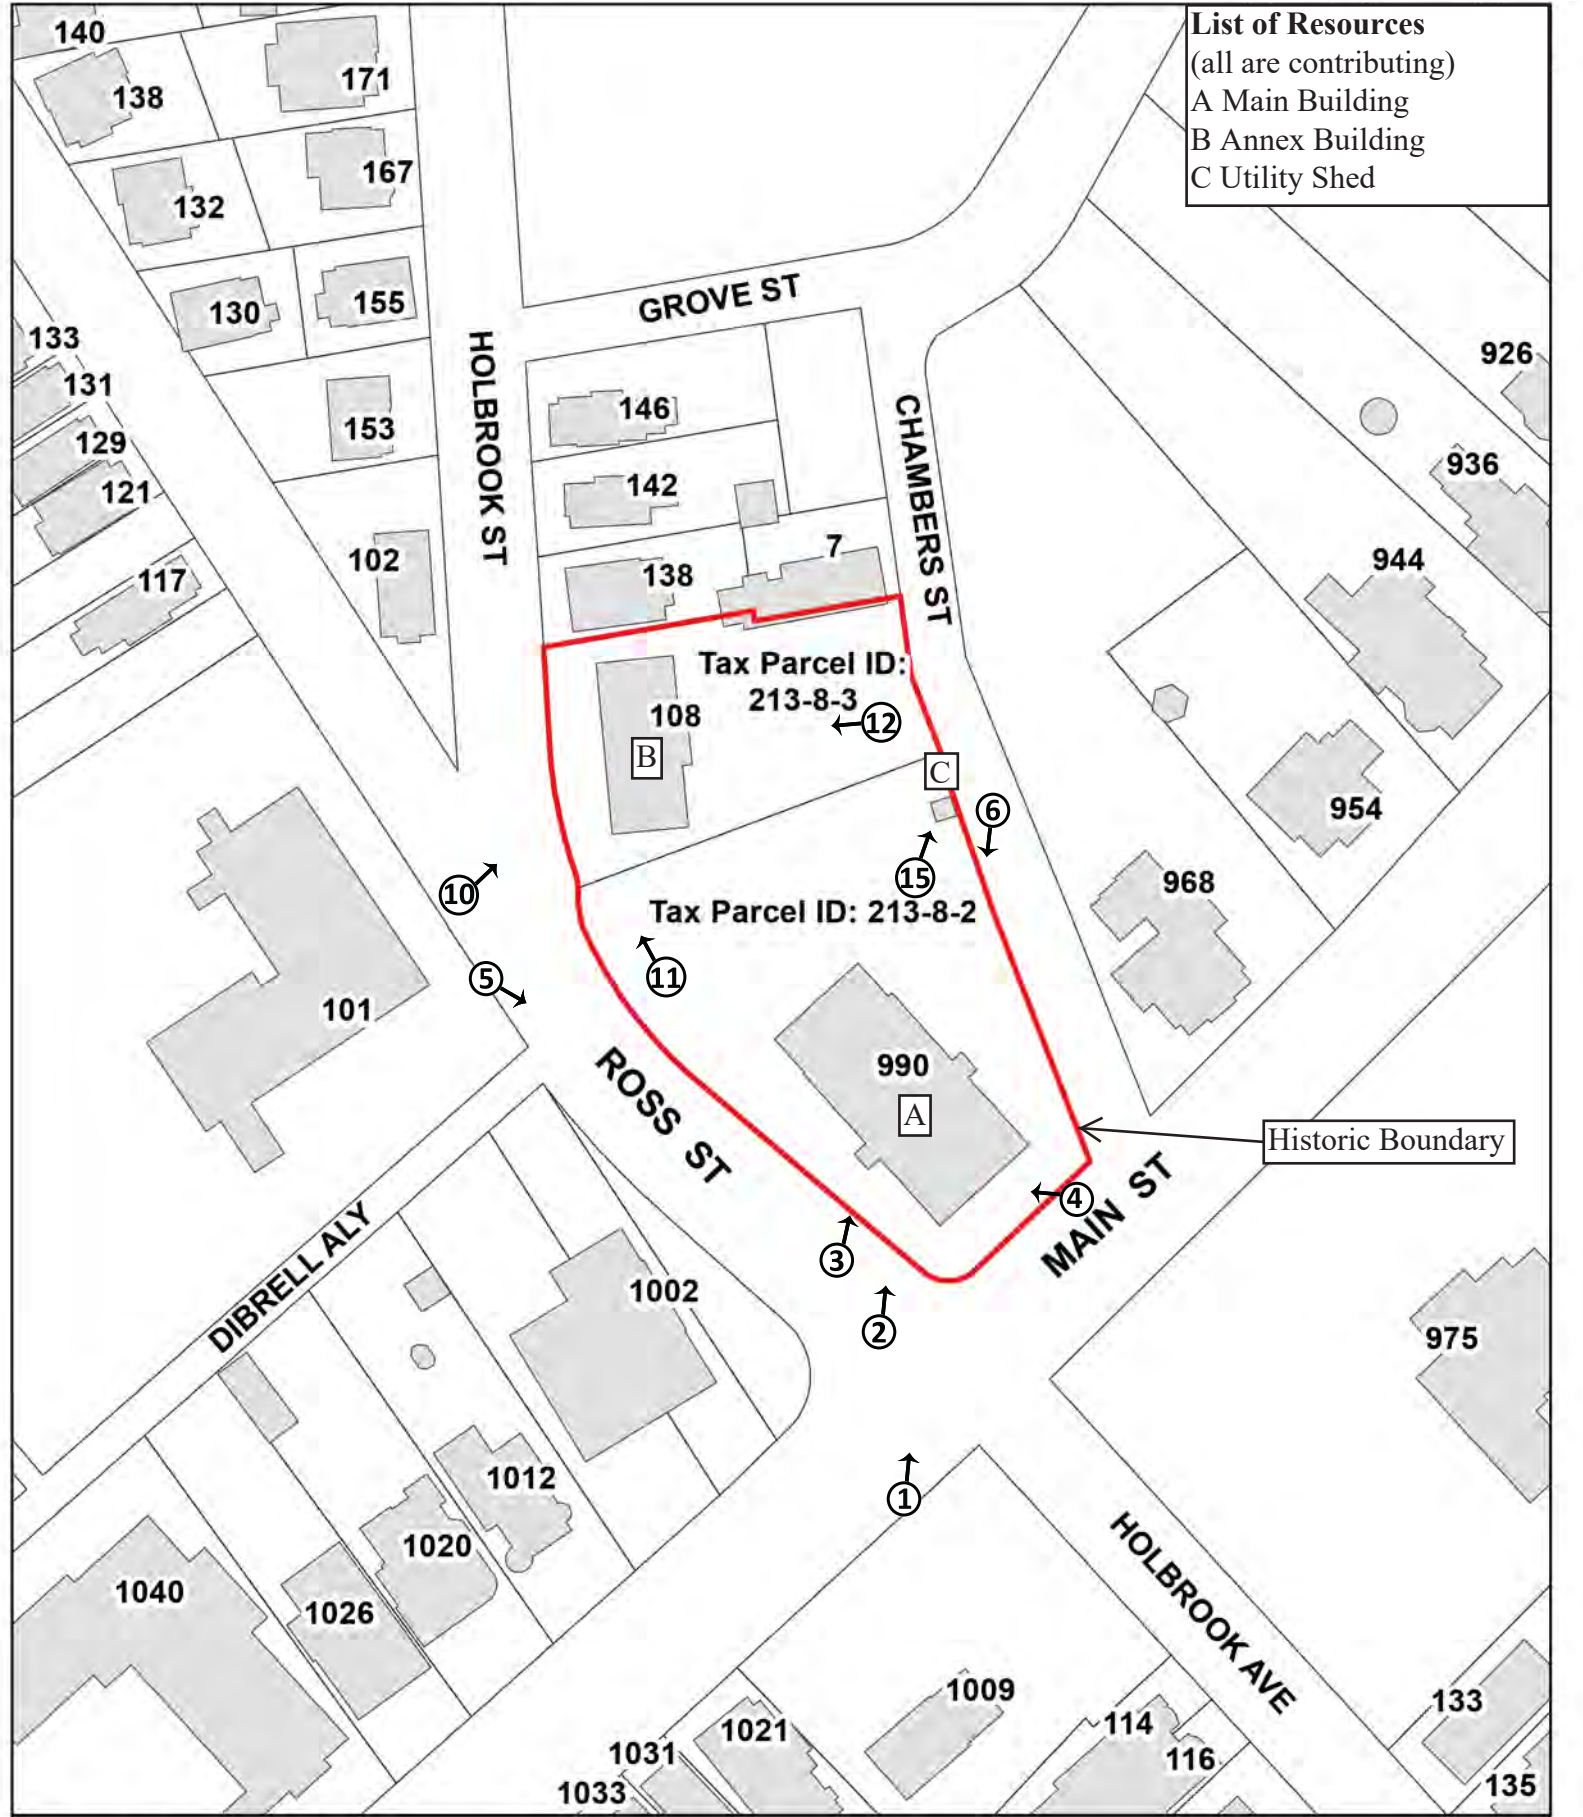 List of Resources
(all are contributing)
A Main Building
B Annex Building
C Utility Shed
140
138
171
167
132
130
155
133
131
153
129
121
102
117
HOLBROOK ST
GROVE ST
CHAMBERS ST
146
142
138
7
926
936
944
954
968
Tax Parcel ID:
213-8-3
12
108
B
C
6
15
10
Tax Parcel ID: 213-8-2
11
5
101
990
A
ROSS ST
Historic Boundary
4
MAIN ST
3
2
1
DIBRELL ALY
1002
975
1012
1020
1026
1040
HOLBROOK AVE
1009
1021
1031
1033
114
116
133
135